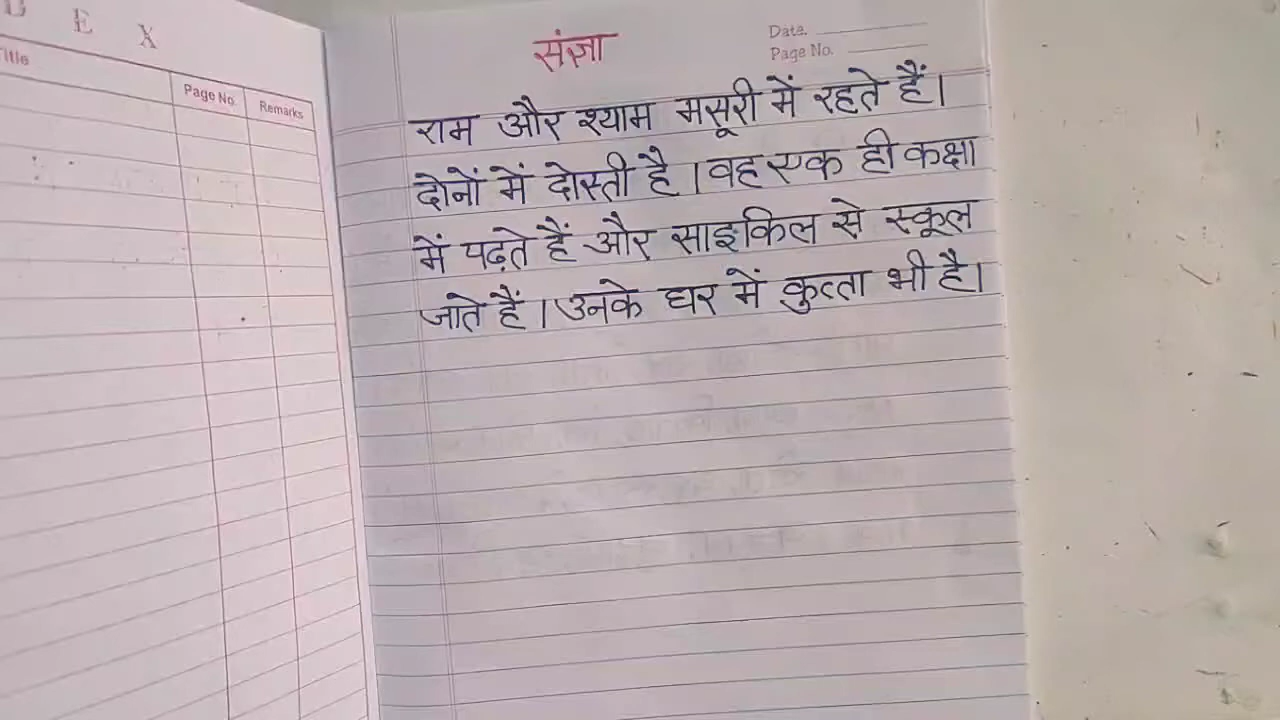 D E X
Title
Page No.
Remarks
संज्ञा
Date.
Page No.
राम और श्याम मसूरी में रहते हैं।
दोनों में दोस्ती है। वह एक ही कक्षा
में पढ़ते हैं और साइकिल से स्कूल
जाते हैं। उनके घर में कुत्ता भी है।